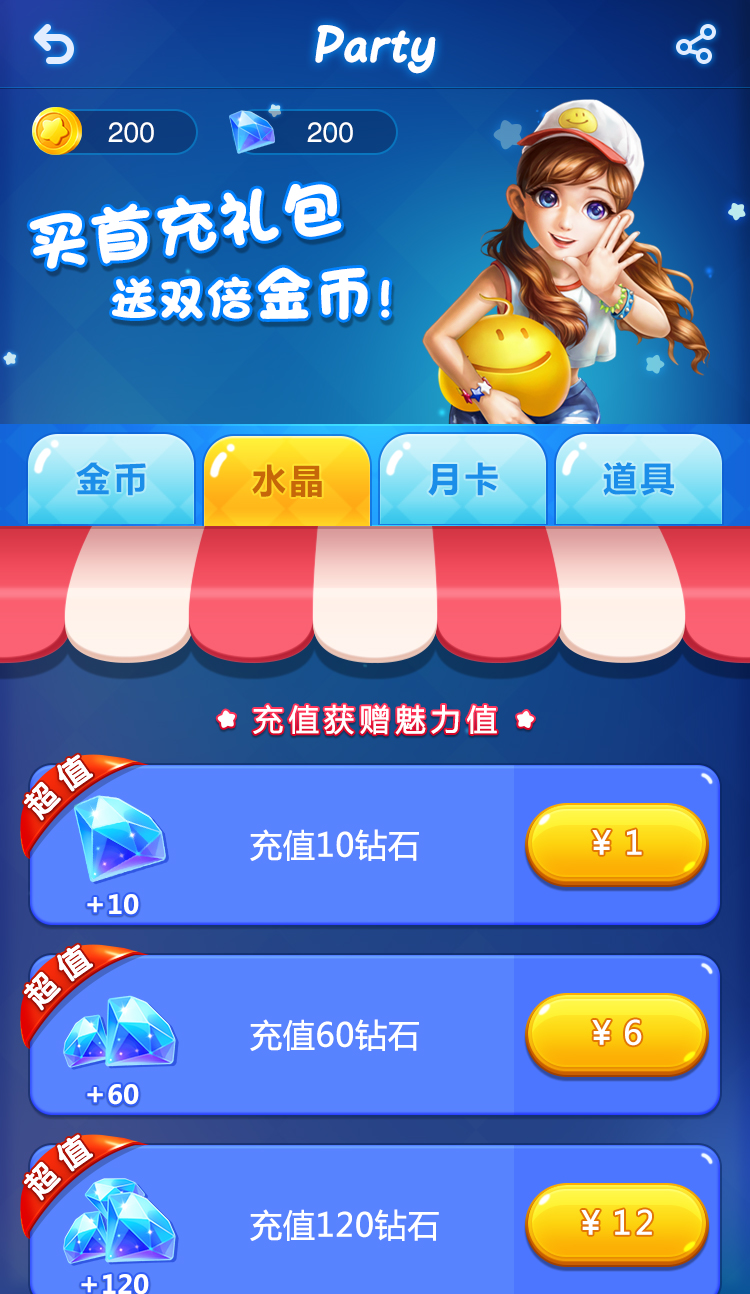 Party
200 200
买首充礼包
送双倍金币!
金币 水晶 月卡 道具
充值获赠魅力值
超值
充值10钻石
¥ 1
+10
超值
充值60钻石
¥ 6
+60
超值
充值120钻石
¥ 12
+120